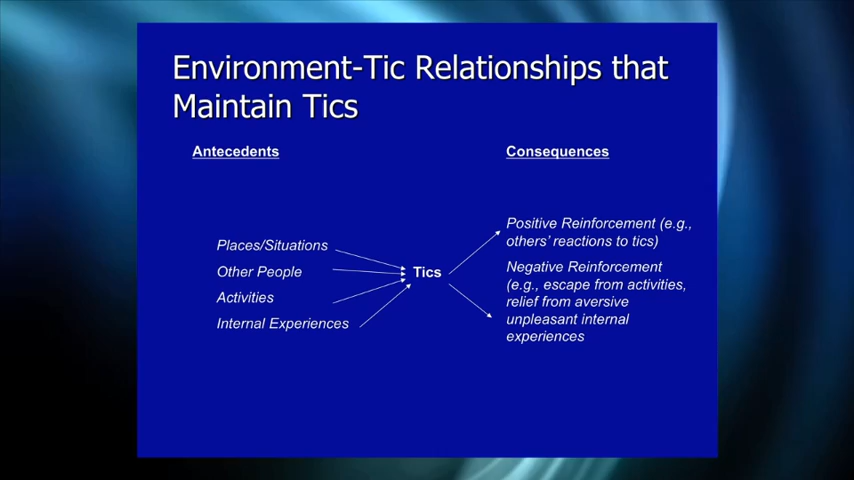 Environment-Tic Relationships that
Maintain Tics
Antecedents
Consequences
Places/Situations
Other People
Activities
Internal Experiences
Tics
Positive Reinforcement (e.g.,
others' reactions to tics)
Negative Reinforcement
(e.g., escape from activities,
relief from aversive
unpleasant internal
experiences